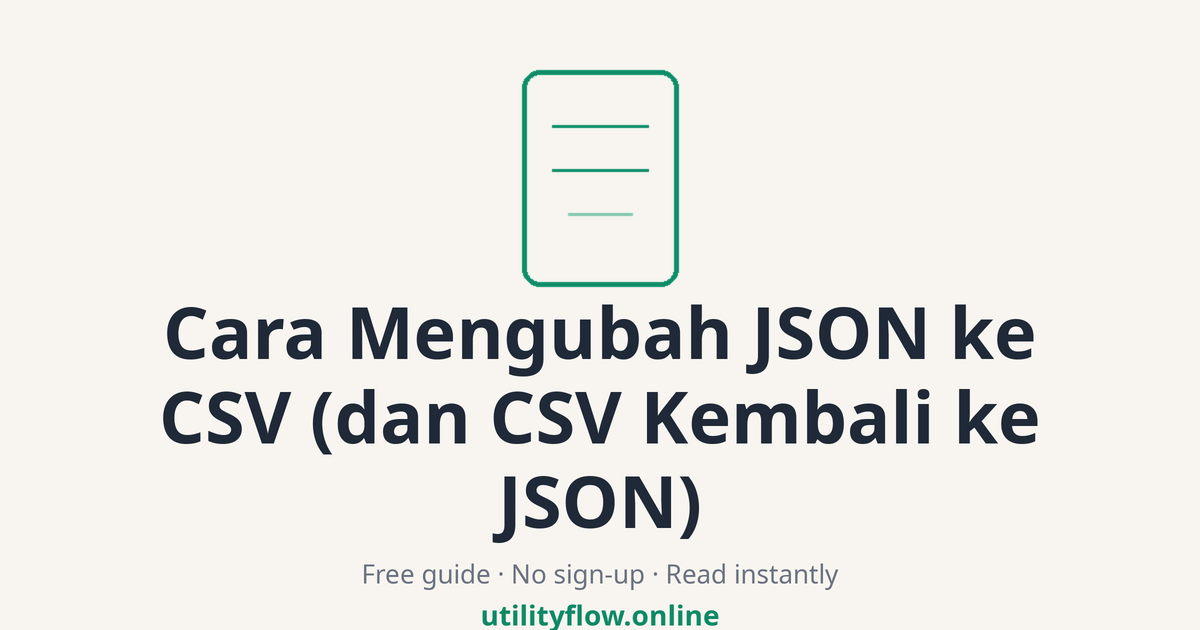 Cara Mengubah JSON ke
CSV (dan CSV Kembali ke
JSON)
Free guide · No sign-up · Read instantly
utilityflow.online